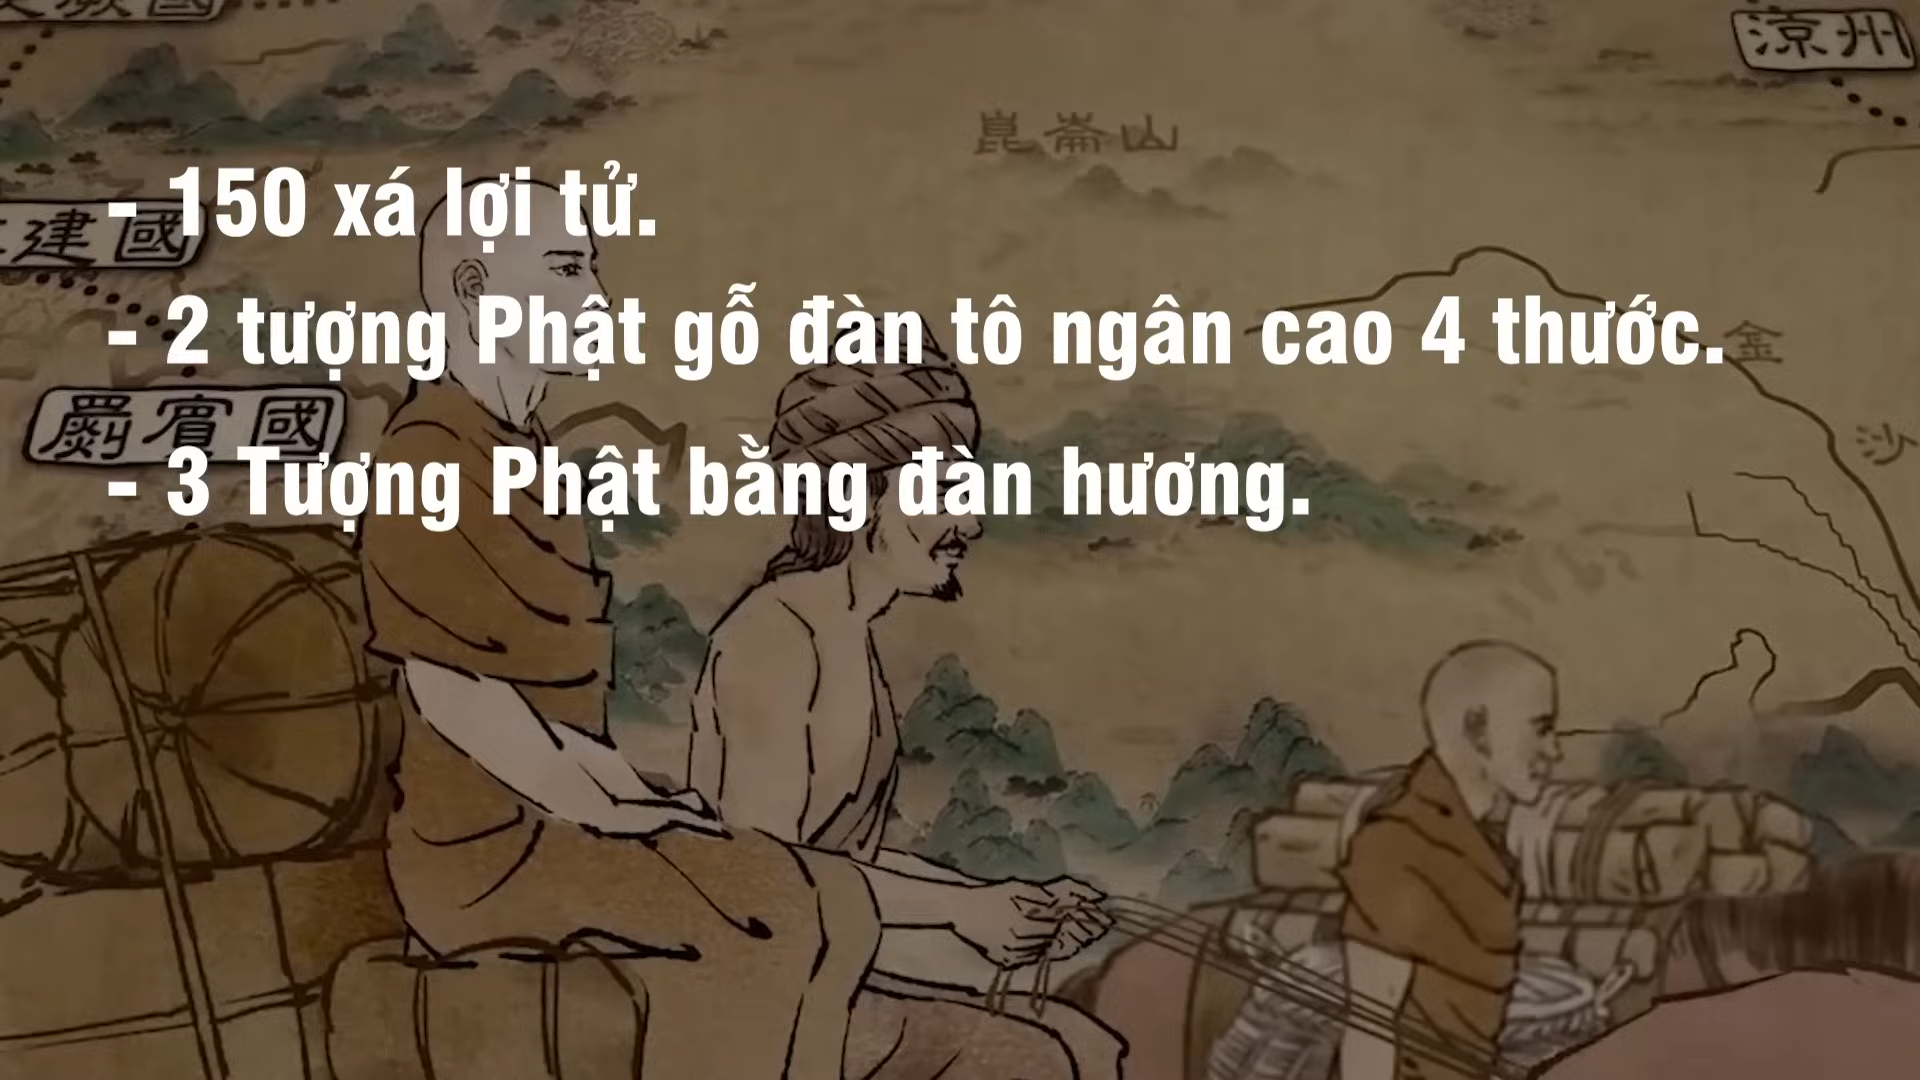 涼州
崑崙山
- 150 xá lợi tử.
建國
- 2 tượng Phật gỗ đàn tô ngân cao 4 thước.
金
罽賓國
沙
- 3 Tượng Phật bằng đàn hương.